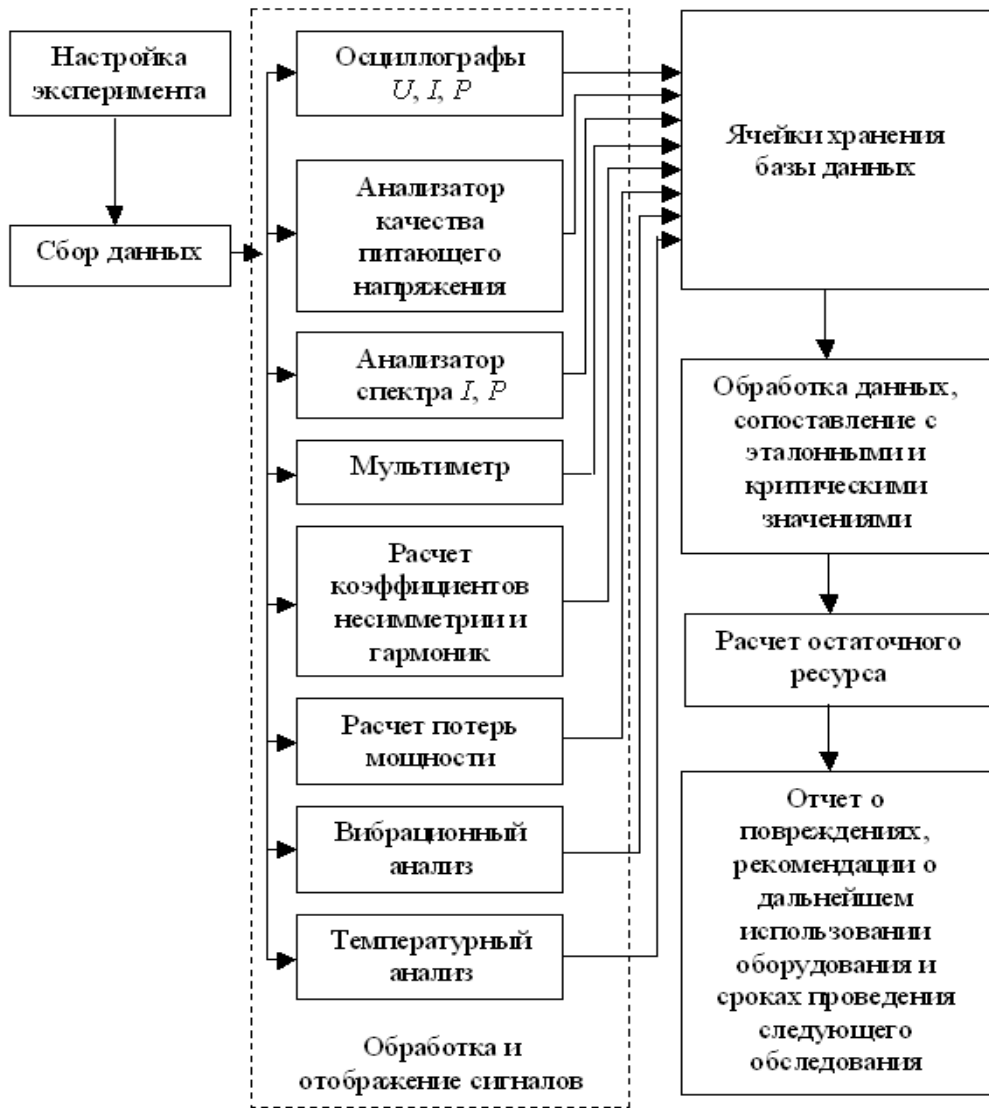 Настройка
эксперимента
Сбор данных
Осциллографы
U, I, P
Анализатор
качества
питающего
напряжения
Анализатор
спектра I, P
Мультиметр
Расчет
коэффициентов
несимметрии и
гармоник
Расчет потерь
мощности
Вибрационный
анализ
Температурный
анализ
Обработка и
отображение сигналов
Ячейки хранения
базы данных
Обработка данных,
сопоставление с
эталонными и
критическими
значениями
Расчет остаточного
ресурса
Отчет о
повреждениях,
рекомендации о
дальнейшем
использовании
оборудования и
сроках проведения
следующего
обследования